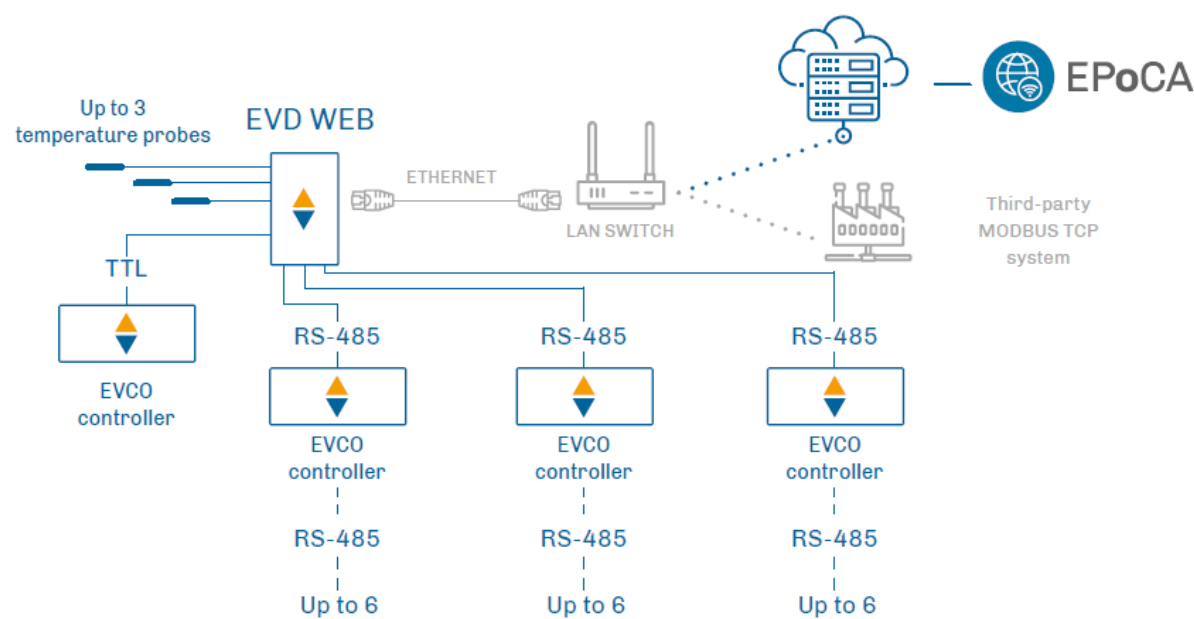 EPoCA
Up to 3
temperature probes
EVD WEB
ETHERNET
LAN SWITCH
Third-party
MODBUS TCP
system
TTL
EVCO
controller
RS-485
RS-485
RS-485
EVCO
controller
EVCO
controller
EVCO
controller
RS-485
RS-485
RS-485
Up to 6
Up to 6
Up to 6